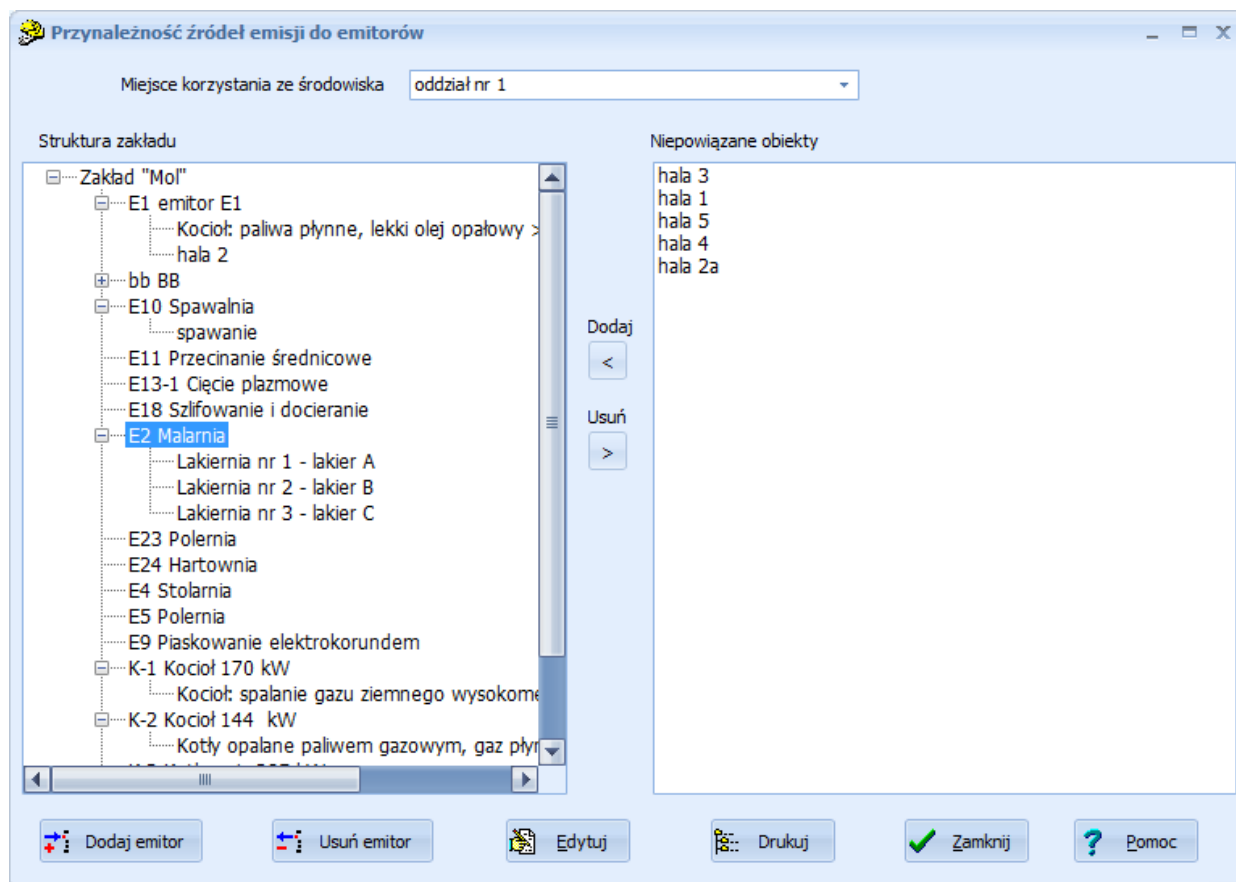 Przynależność źródeł emisji do emitorów
Miejsce korzystania ze środowiska
oddział nr 1
Struktura zakładu
Zakład "Mol"
E1 emitor E1
Kocioł: paliwa płynne, lekki olej opałowy >
hala 2
bb BB
E10 Spawalnia
spawanie
E11 Przecinanie średnicowe
E13-1 Cięcie plazmowe
E18 Szlifowanie i docieranie
E2 Malarnia
Lakiernia nr 1 - lakier A
Lakiernia nr 2 - lakier B
Lakiernia nr 3 - lakier C
E23 Polernia
E24 Hartownia
E4 Stolarnia
E5 Polernia
E9 Piaskowanie elektrokorundem
K-1 Kocioł 170 kW
Kocioł: spalanie gazu ziemnego wysokome
K-2 Kocioł 144 kW
Kotły opalane paliwem gazowym, gaz płyn
Dodaj
<
Usuń
>
Niepowiązane obiekty
hala 3
hala 1
hala 5
hala 4
hala 2a
Dodaj emitor
Usuń emitor
Edytuj
Drukuj
Zamknij
Pomoc